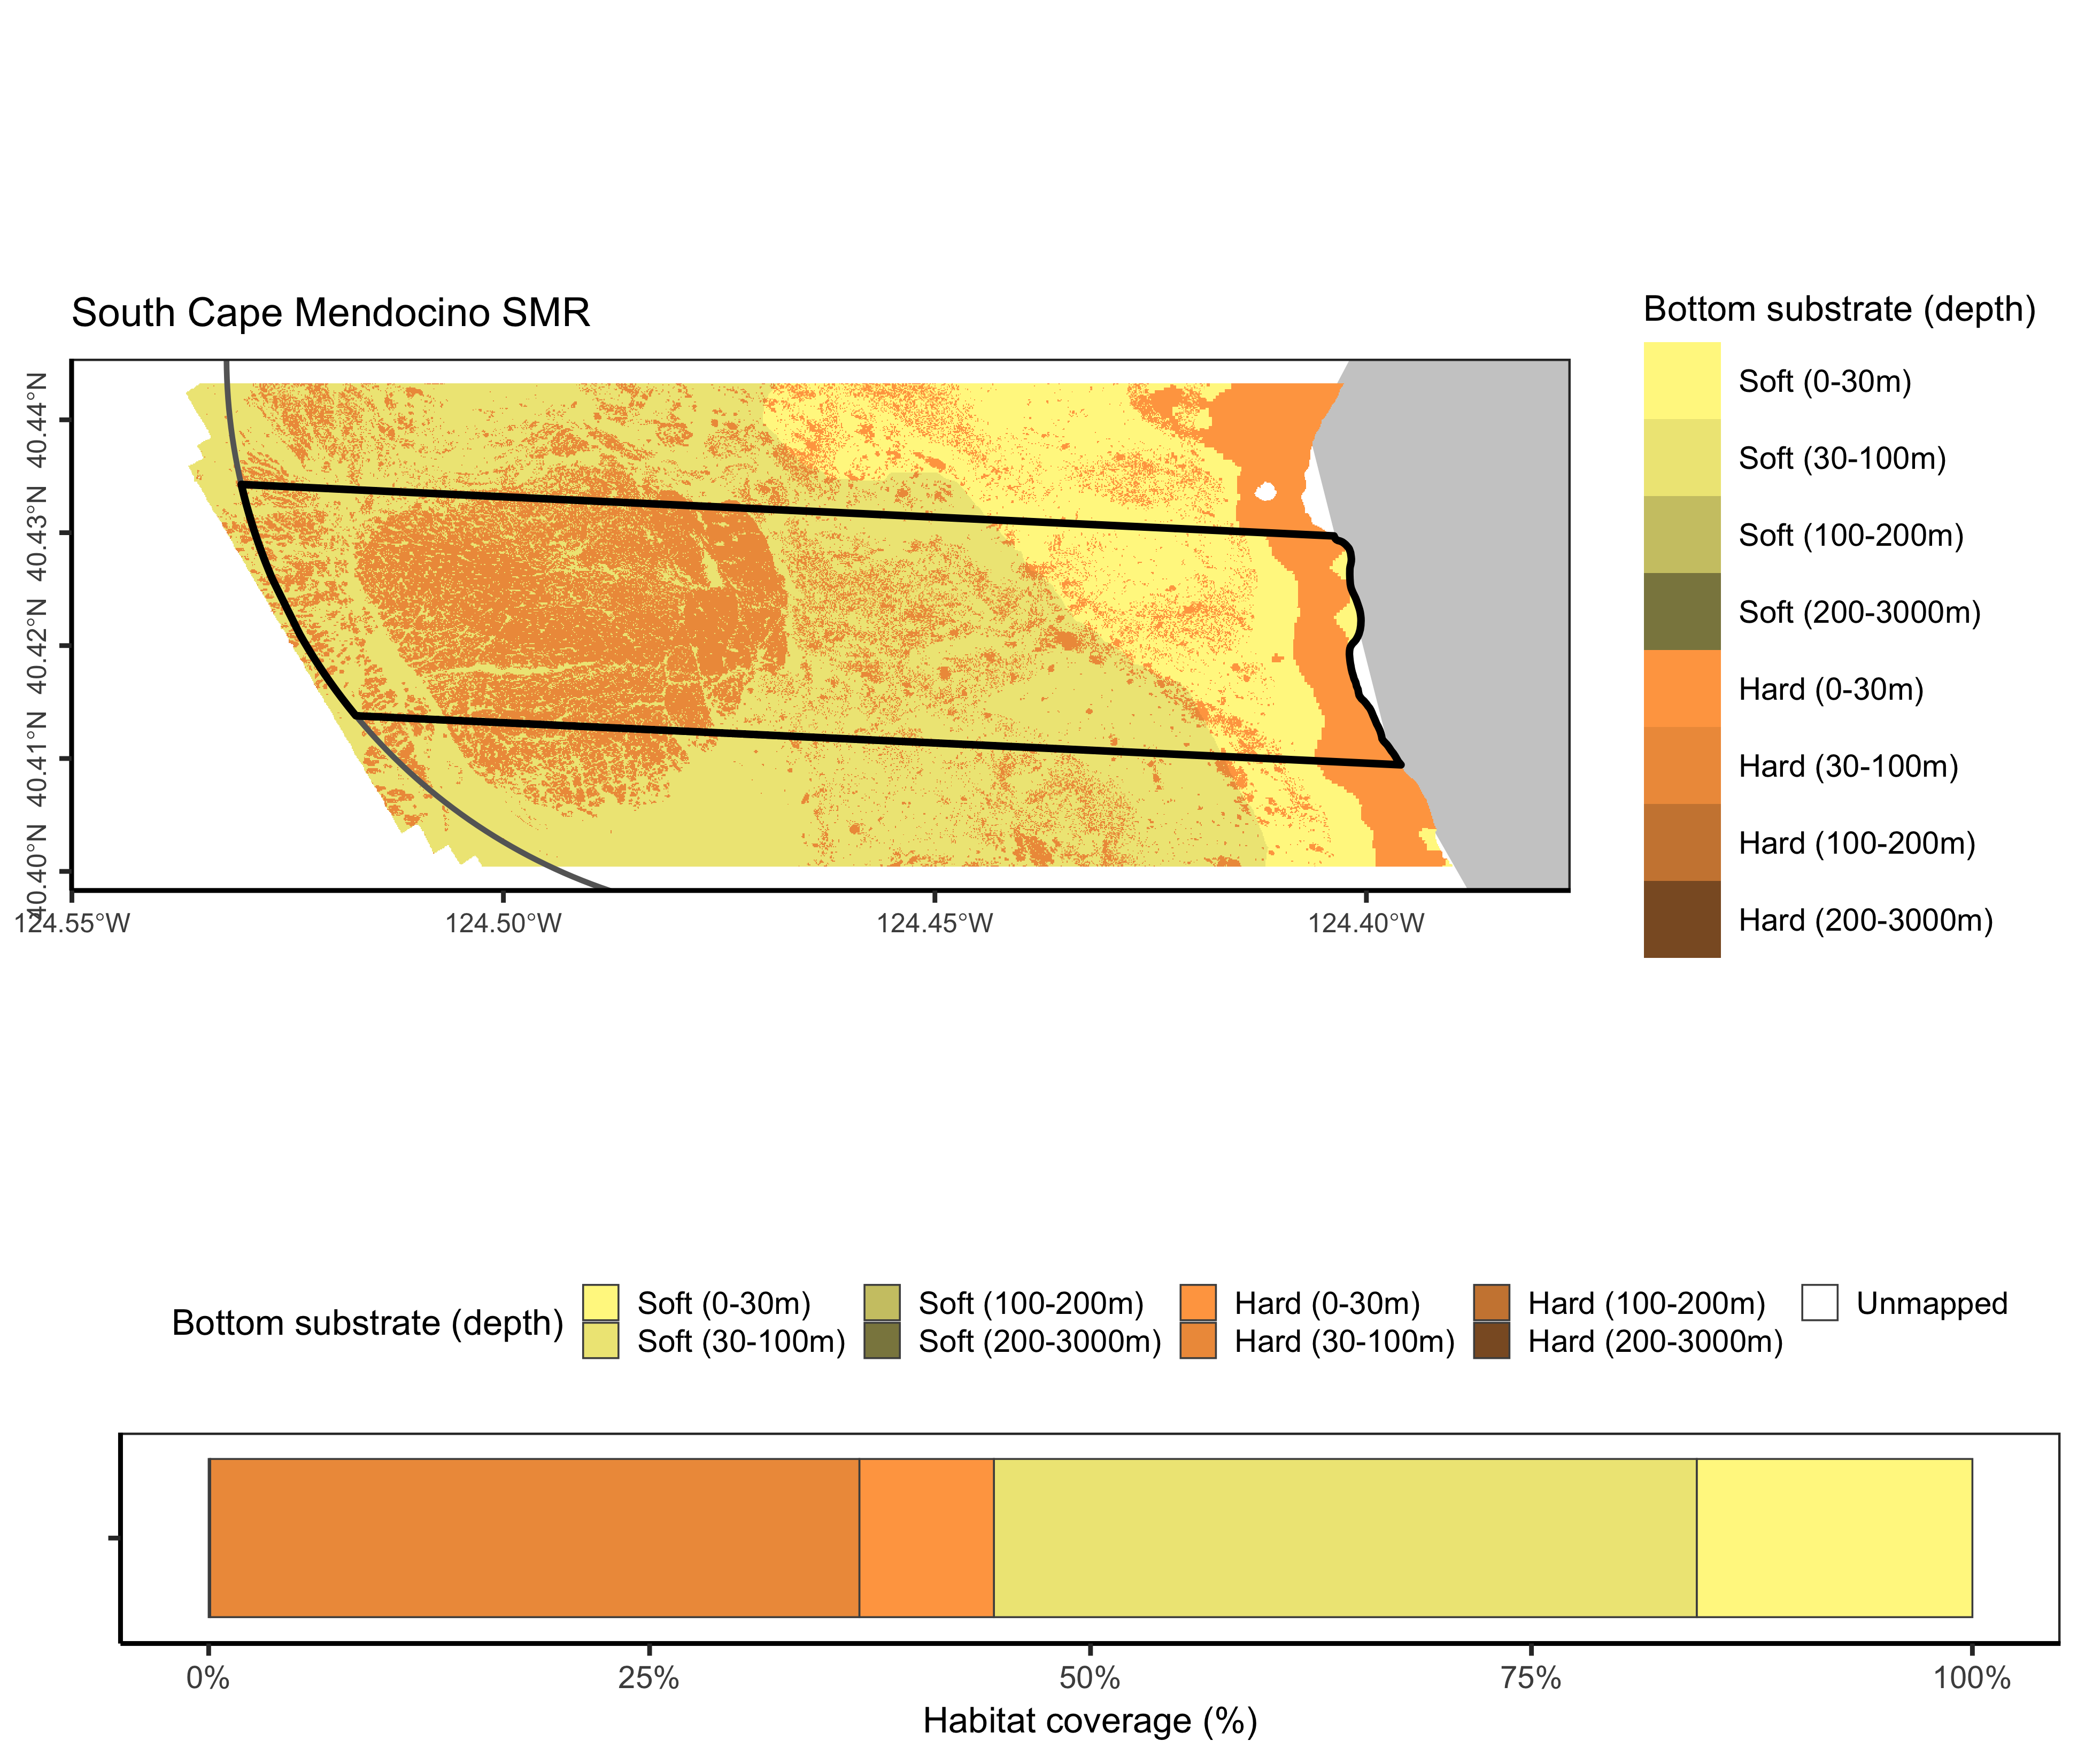 South Cape Mendocino SMR
Bottom substrate (depth)
40.44°N
40.43°N
40.42°N
40.41°N
40.40°N
124.55°W
124.50°W
124.45°W
124.40°W
Soft (0-30m)
Soft (30-100m)
Soft (100-200m)
Soft (200-3000m)
Hard (0-30m)
Hard (30-100m)
Hard (100-200m)
Hard (200-3000m)
Bottom substrate (depth)
Soft (0-30m) Soft (100-200m) Hard (0-30m) Hard (100-200m) Unmapped
Soft (30-100m) Soft (200-3000m) Hard (30-100m) Hard (200-3000m)
0% 25% 50% 75% 100%
Habitat coverage (%)